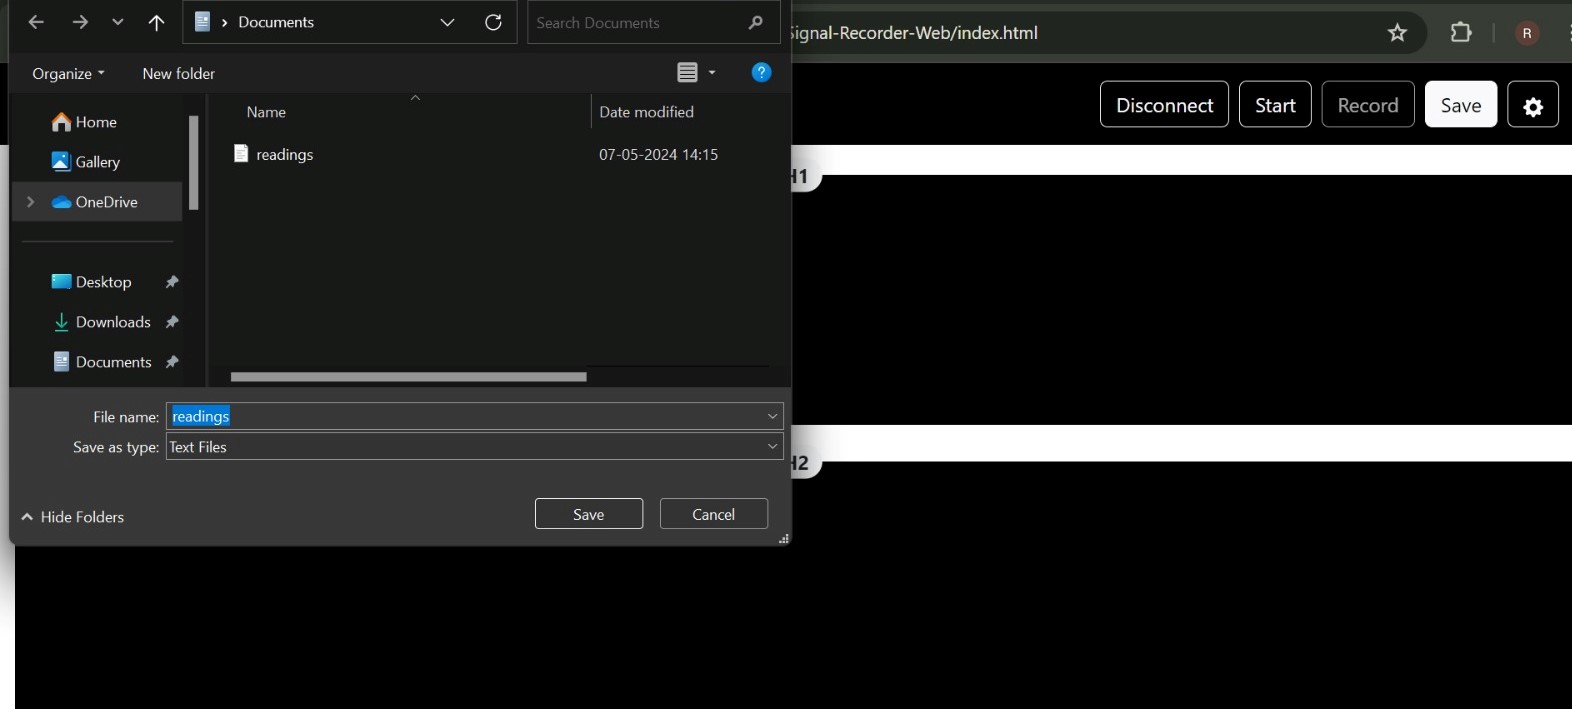 Documents
Search Documents
Signal-Recorder-Web/index.html
R
Organize
New folder
?
Disconnect
Start
Record
Save
Home
Gallery
OneDrive
Desktop
Downloads
Documents
Name
Date modified
readings
07-05-2024 14:15
H1
H2
File name: readings
Save as type: Text Files
Hide Folders
Save
Cancel